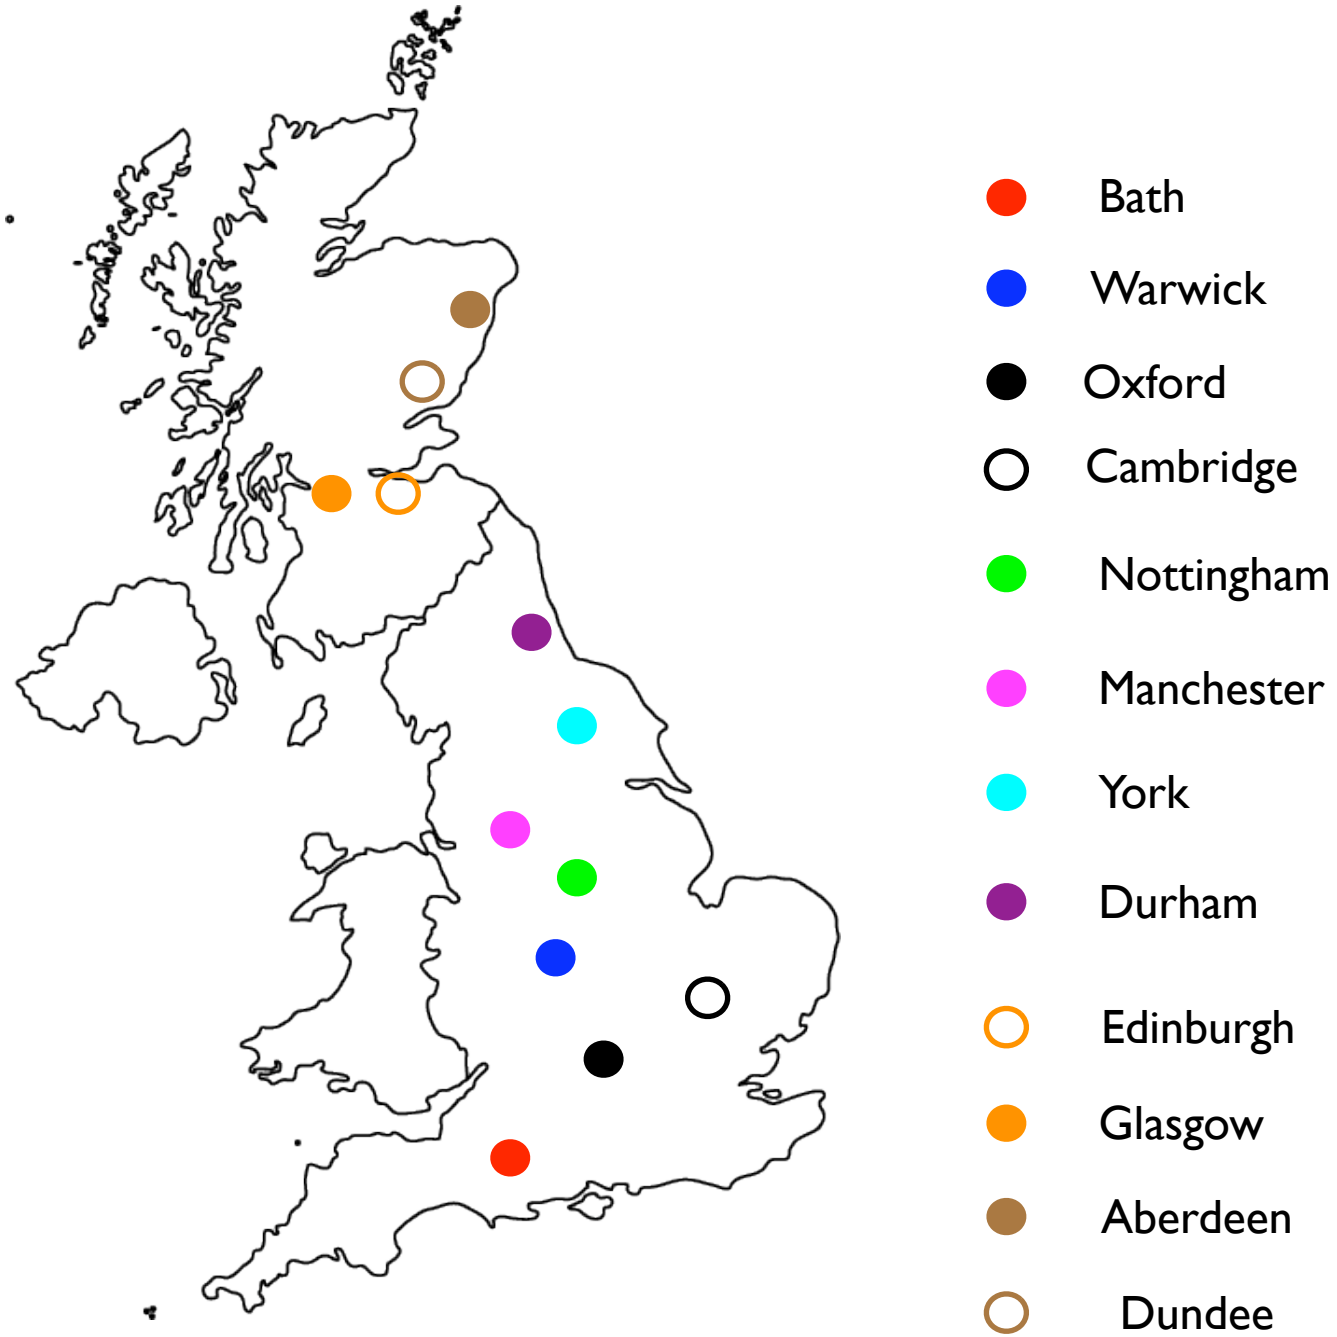 Bath
Warwick
Oxford
Cambridge
Nottingham
Manchester
York
Durham
Edinburgh
Glasgow
Aberdeen
Dundee